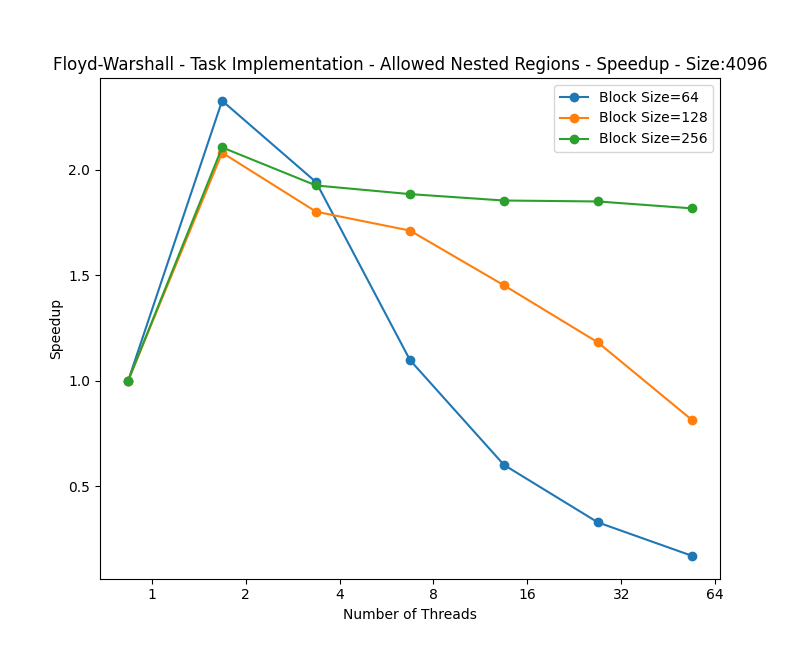 Floyd-Warshall - Task Implementation - Allowed Nested Regions - Speedup - Size:4096
Block Size=64
Block Size=128
Block Size=256
2.0
1.5
1.0
0.5
Speedup
1 2 4 8 16 32 64
Number of Threads